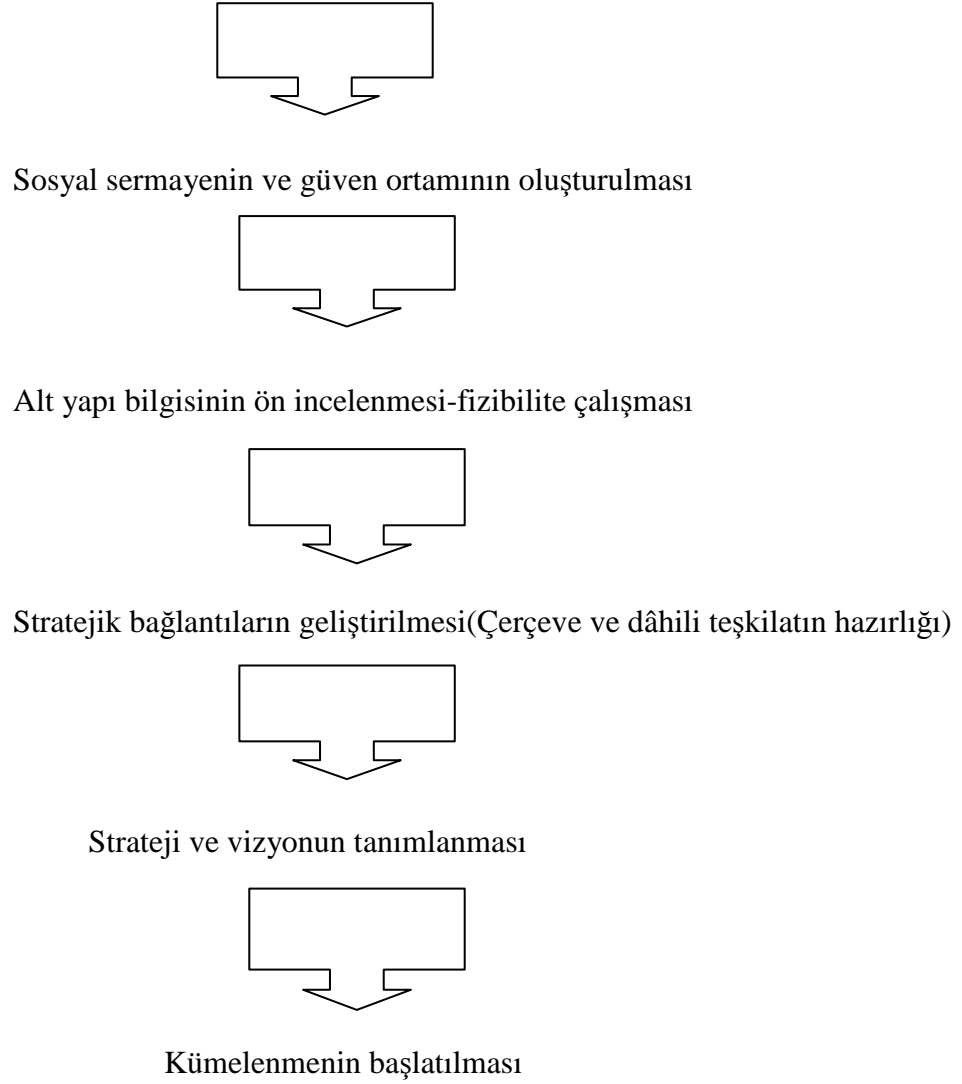 Sosyal sermayenin ve güven ortamının oluşturulması
Alt yapı bilgisinin ön incelenmesi-fizibilite çalışması
Stratejik bağlantıların geliştirilmesi(Çerçeve ve dâhili teşkilatın hazırlığı)
Strateji ve vizyonun tanımlanması
Kümelenmenin başlatılması